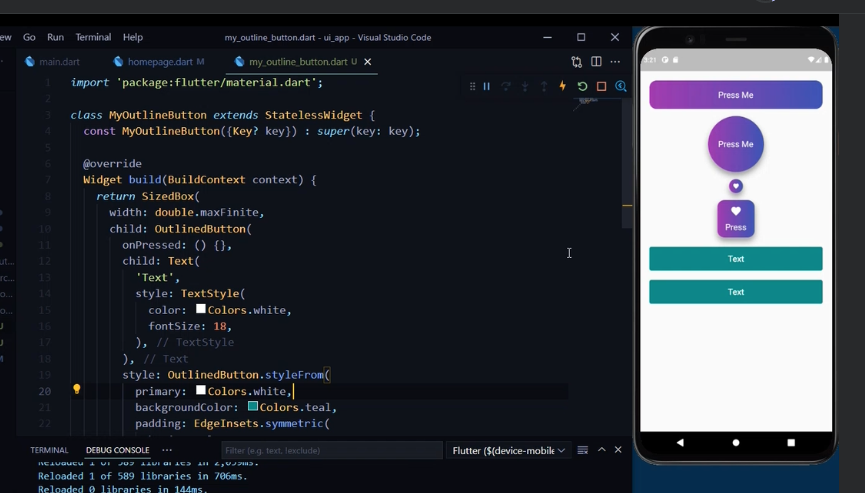 Go Run Terminal Help
my_outline_button.dart - ui_app - Visual Studio Code
main.dart homepage.dart M my_outline_button.dart U
1 import 'package:flutter/material.dart';
2
3 class MyOutlineButton extends StatelessWidget {
4 const MyOutlineButton({Key? key}) : super(key: key);
5
6 @override
7 Widget build(BuildContext context) {
8 return SizedBox(
9 width: double.maxFinite,
10 child: OutlinedButton(
11 onPressed: () {},
12 child: Text(
13 'Text',
14 style: TextStyle(
15 color: Colors.white,
16 fontSize: 18,
17 ), // TextStyle
18 ), // Text
19 style: OutlinedButton.styleFrom(
20 primary: Colors.white,
21 backgroundColor: Colors.teal,
22 padding: EdgeInsets.symmetric(
TERMINAL DEBUG CONSOLE
Filter (e.g. text, !exclude)
Flutter ($(device-mobile
Reloaded 1 of 589 libraries in 2,059ms.
Reloaded 1 of 589 libraries in 706ms.
Reloaded 0 libraries in 144ms.
3:21
Press Me
Press Me
Press
Text
Text